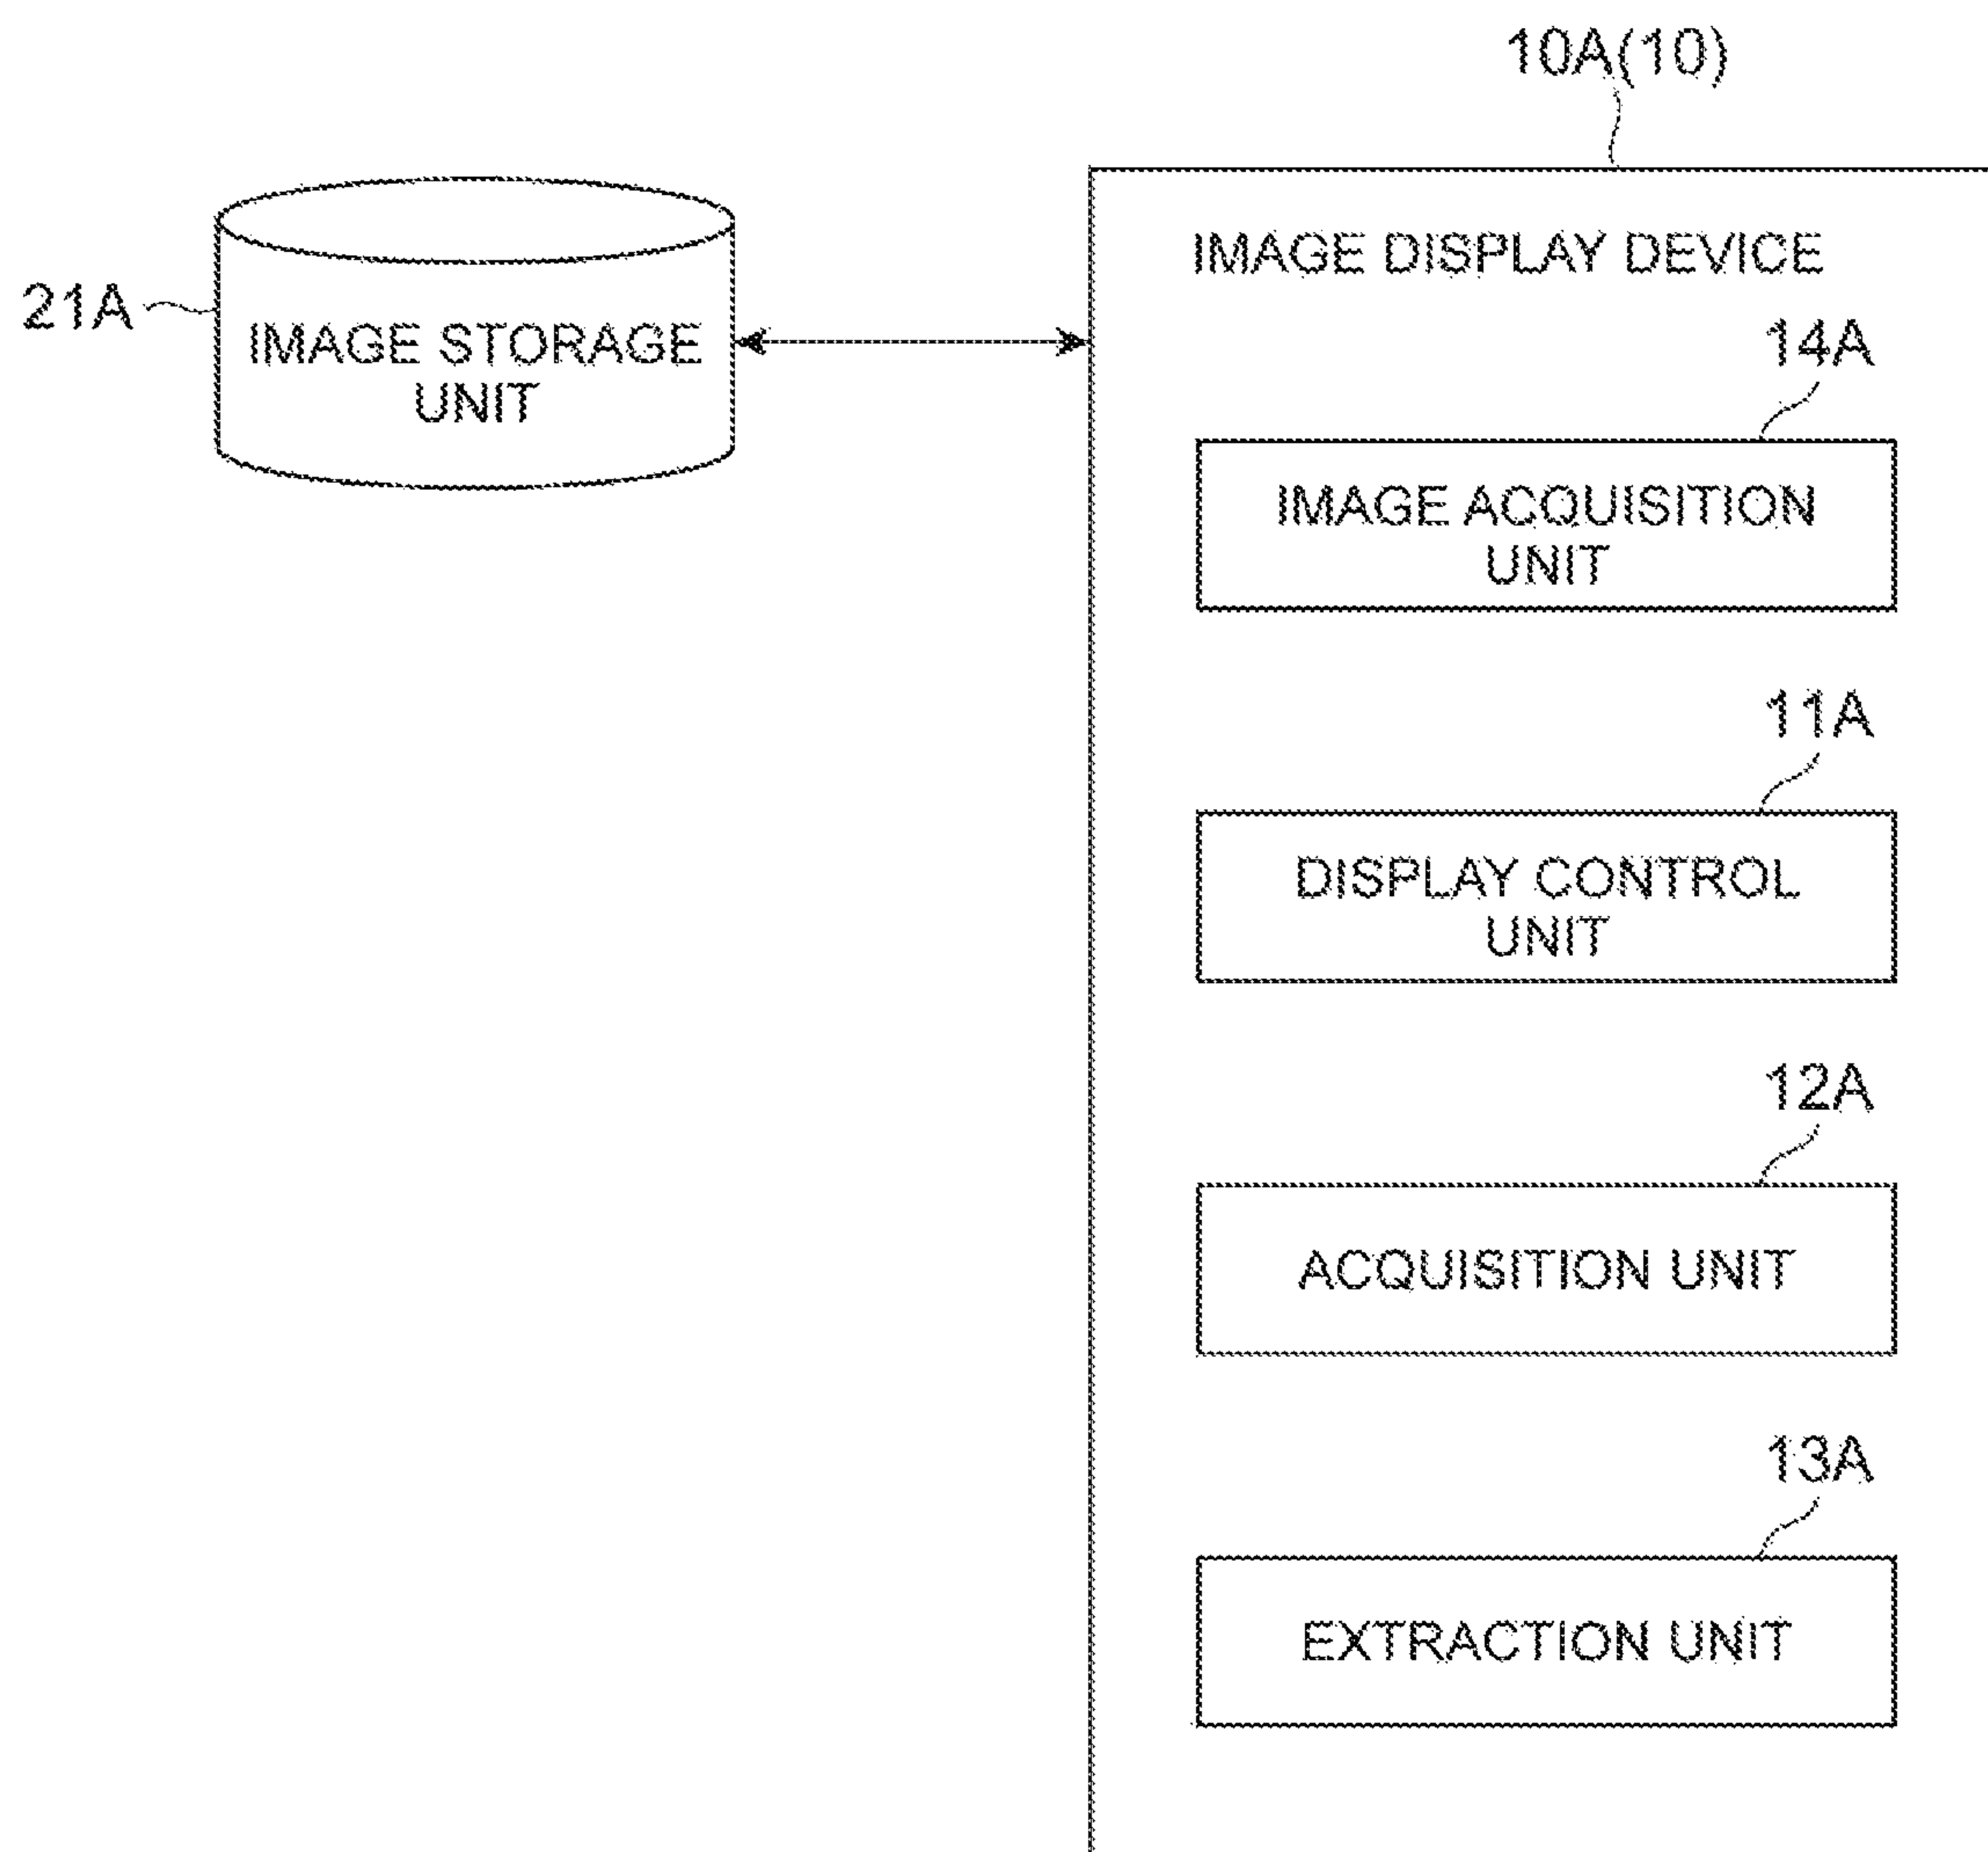 10A(10)
IMAGE DISPLAY DEVICE
21A
IMAGE STORAGE
UNIT
14A
IMAGE ACQUISITION
UNIT
11A
DISPLAY CONTROL
UNIT
12A
ACQUISITION UNIT
13A
EXTRACTION UNIT